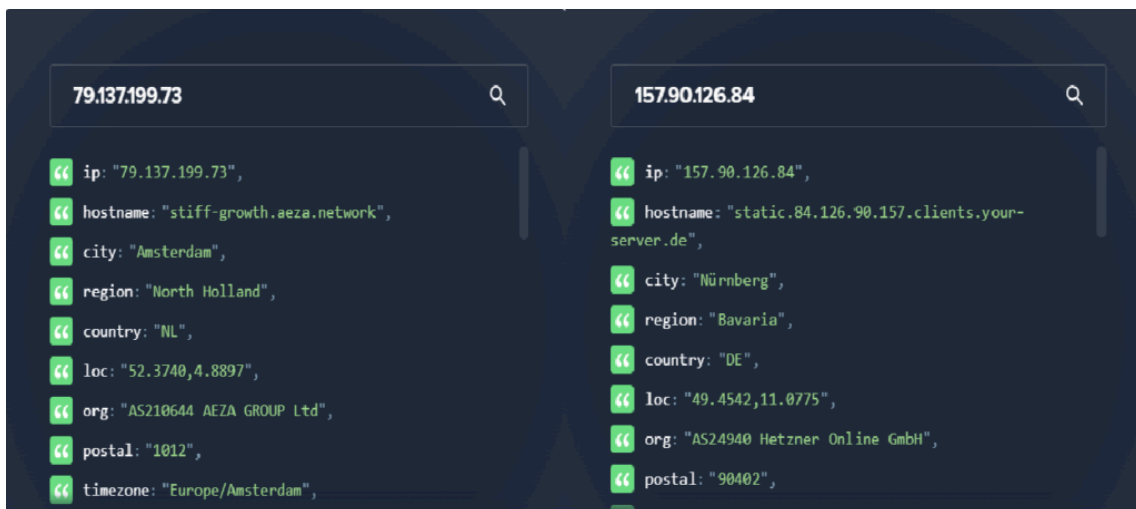 79.137.199.73
ip: "79.137.199.73",
hostname: "stiff-growth.aeza.network",
city: "Amsterdam",
region: "North Holland",
country: "NL",
loc: "52.3740,4.8897",
org: "AS210644 AEZA GROUP Ltd",
postal: "1012",
timezone: "Europe/Amsterdam",
157.90.126.84
ip: "157.90.126.84",
hostname: "static.84.126.90.157.clients.your-
server.de",
city: "Nürnberg",
region: "Bavaria",
country: "DE",
loc: "49.4542,11.0775",
org: "AS24940 Hetzner Online GmbH",
postal: "90402",